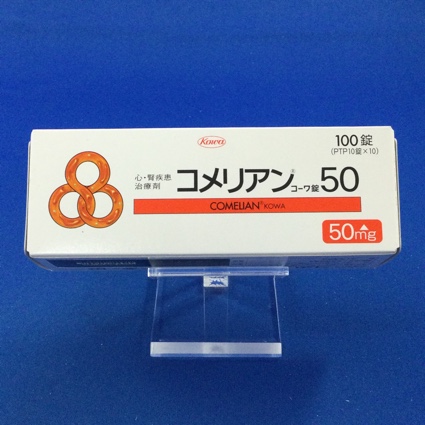 Kowa
100錠
(PTP10錠×10)
心・腎疾患
治療剤
コメリアン®コーワ錠50
COMELIAN® KOWA
50mg